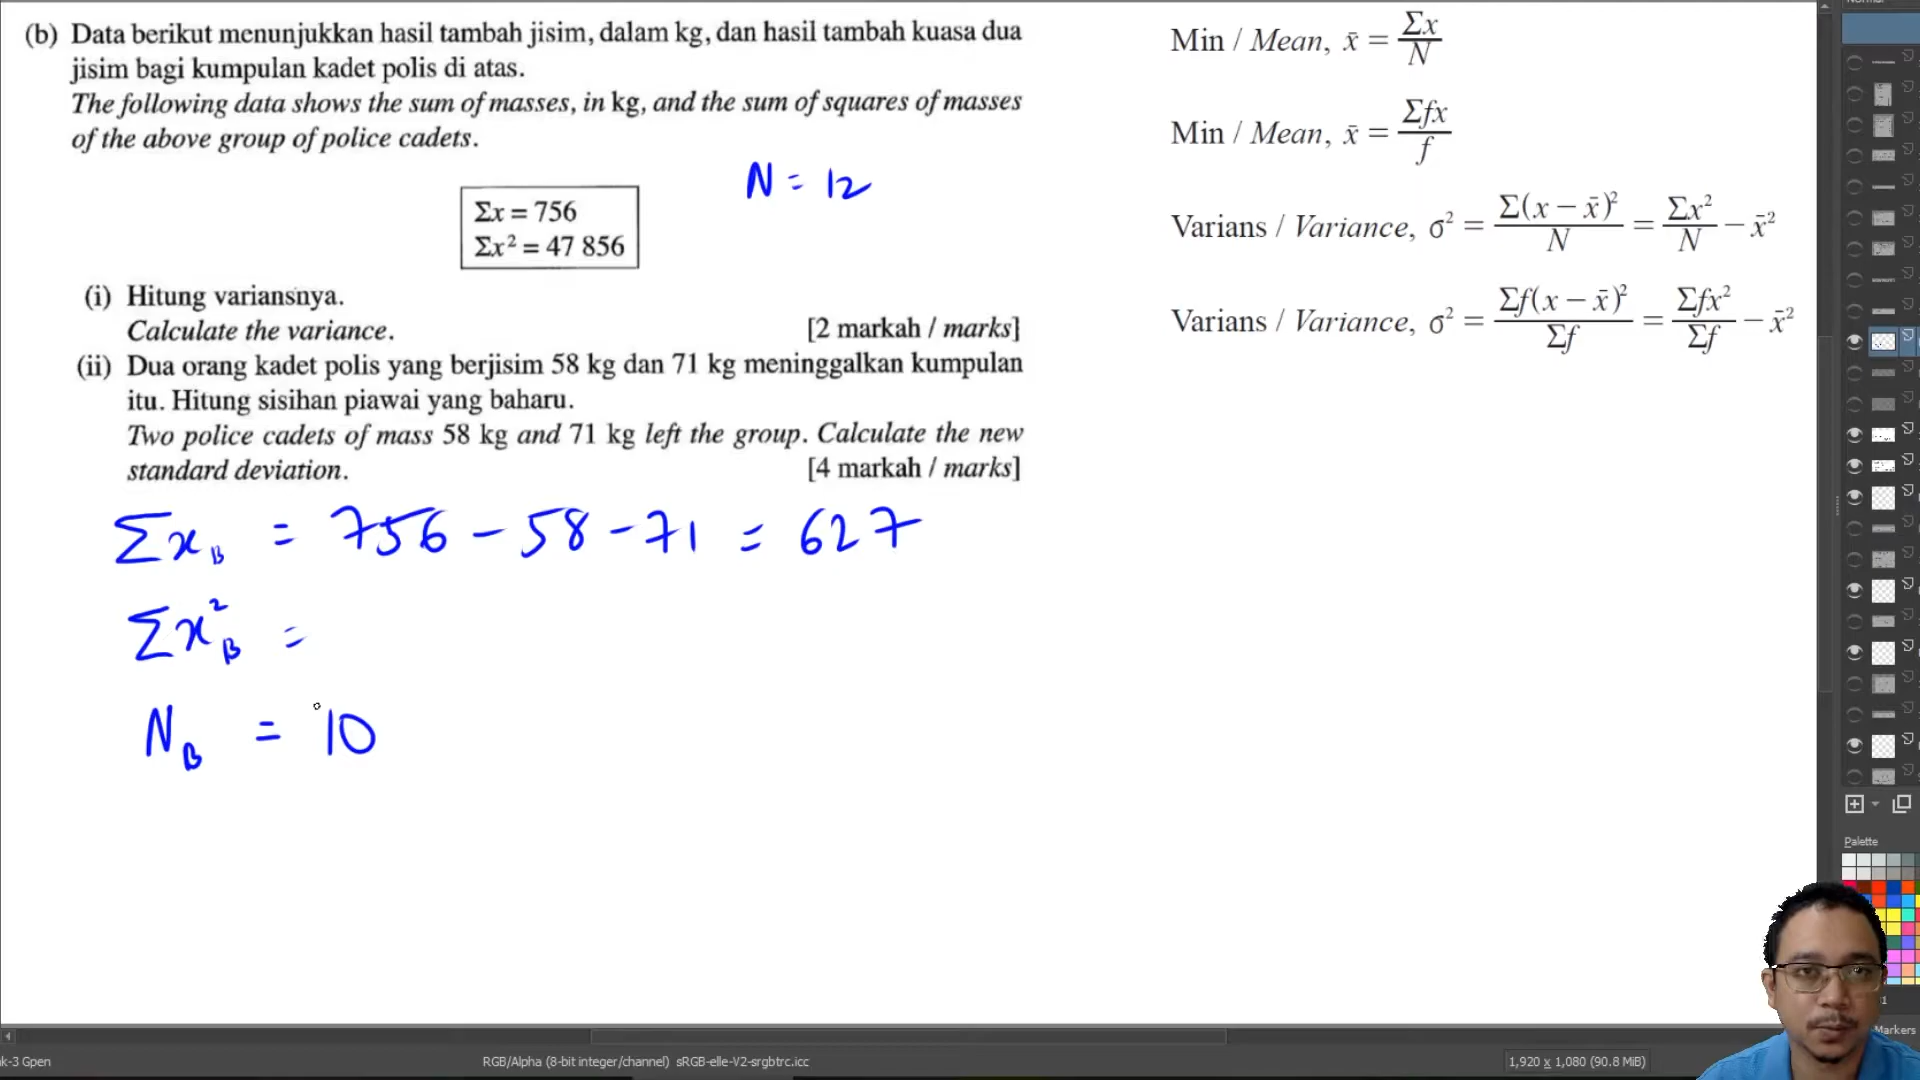 (b) Data berikut menunjukkan hasil tambah jisim, dalam kg, dan hasil tambah kuasa dua
jisim bagi kumpulan kadet polis di atas.
The following data shows the sum of masses, in kg, and the sum of squares of masses
of the above group of police cadets.
N = 12
Σx = 756
Σx² = 47 856
(i) Hitung variansnya.
Calculate the variance. [2 markah / marks]
(ii) Dua orang kadet polis yang berjisim 58 kg dan 71 kg meninggalkan kumpulan
itu. Hitung sisihan piawai yang baharu.
Two police cadets of mass 58 kg and 71 kg left the group. Calculate the new
standard deviation. [4 markah / marks]
Σx_B = 756 - 58 - 71 = 627
Σx²_B =
N_B = 10
Min / Mean, x̄ = Σx / N
Min / Mean, x̄ = Σfx / f
Varians / Variance, σ² = Σ(x − x̄)² / N = Σx² / N − x̄²
Varians / Variance, σ² = Σf(x − x̄)² / Σf = Σfx² / Σf − x̄²
Palette
Markers
k-3 Gpen
RGB/Alpha (8-bit integer/channel) sRGB-elle-V2-srgbtrc.icc
1,920 x 1,080 (90.8 MiB)